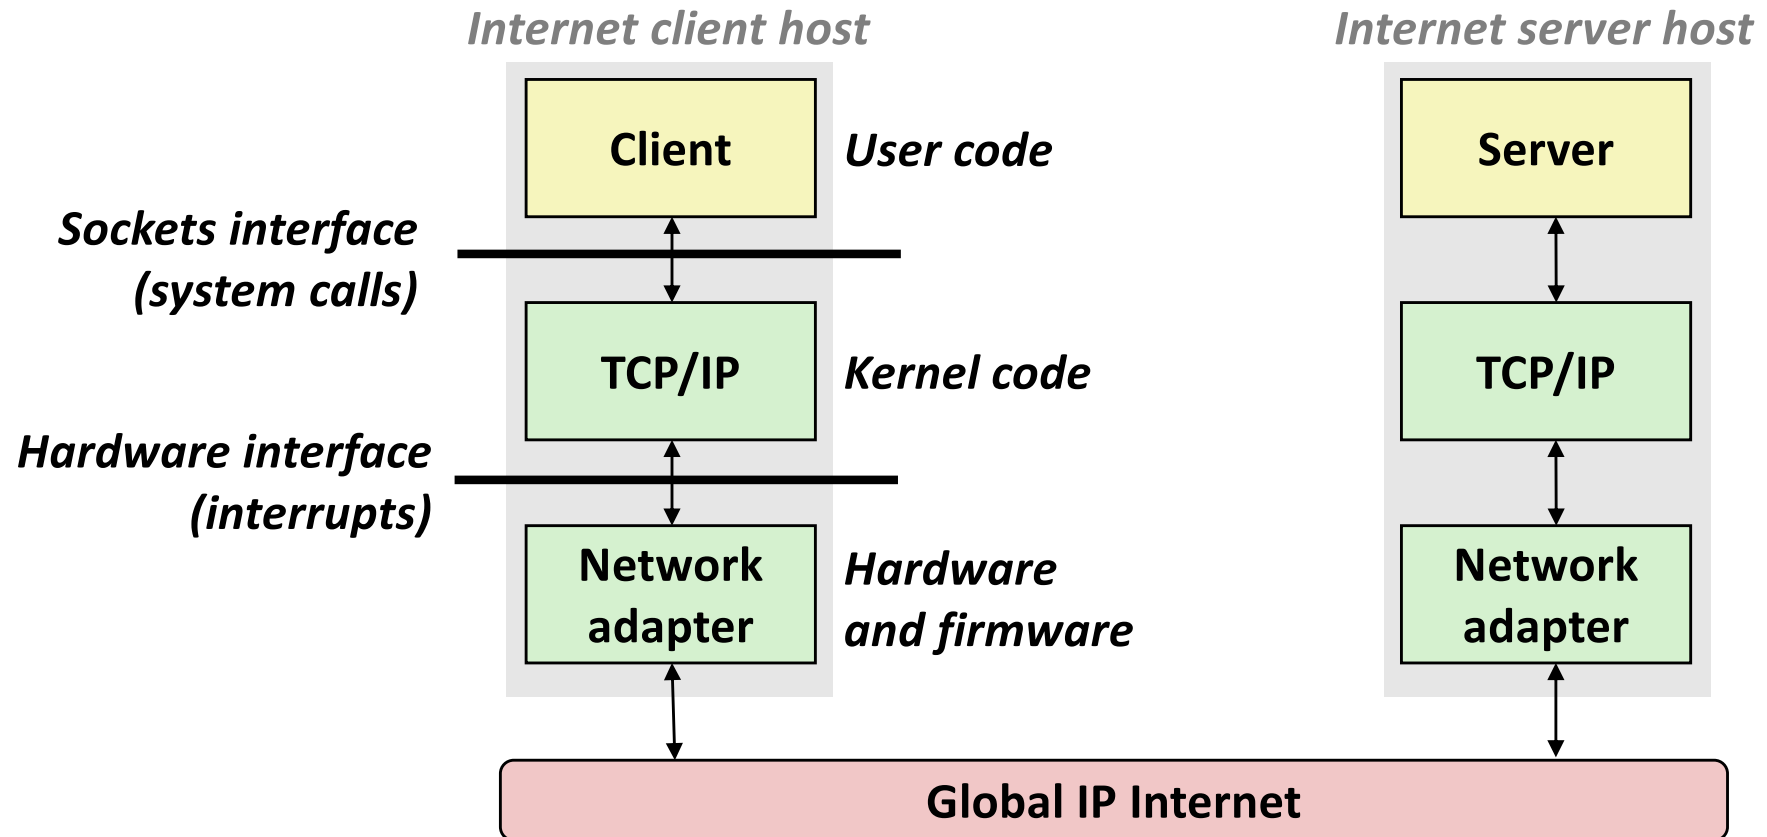 Internet client host
Internet server host
Client
User code
Server
Sockets interface
(system calls)
TCP/IP
Kernel code
TCP/IP
Hardware interface
(interrupts)
Network
adapter
Hardware
and firmware
Network
adapter
Global IP Internet